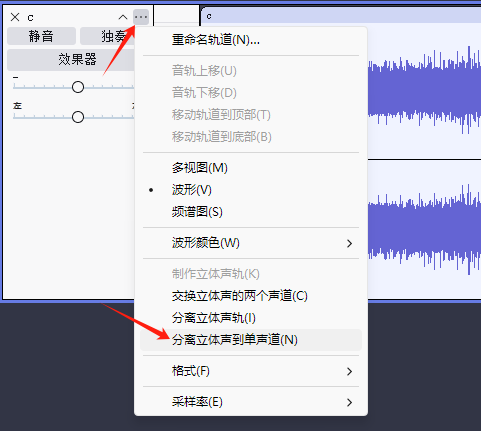 c
c
静音
独奏
效果器
左
重命名轨道(N)...
音轨上移(U)
音轨下移(D)
移动轨道到顶部(T)
移动轨道到底部(B)
多视图(M)
波形(V)
频谱图(S)
波形颜色(W)
制作立体声轨(K)
交换立体声的两个声道(C)
分离立体声轨(I)
分离立体声到单声道(N)
格式(F)
采样率(E)